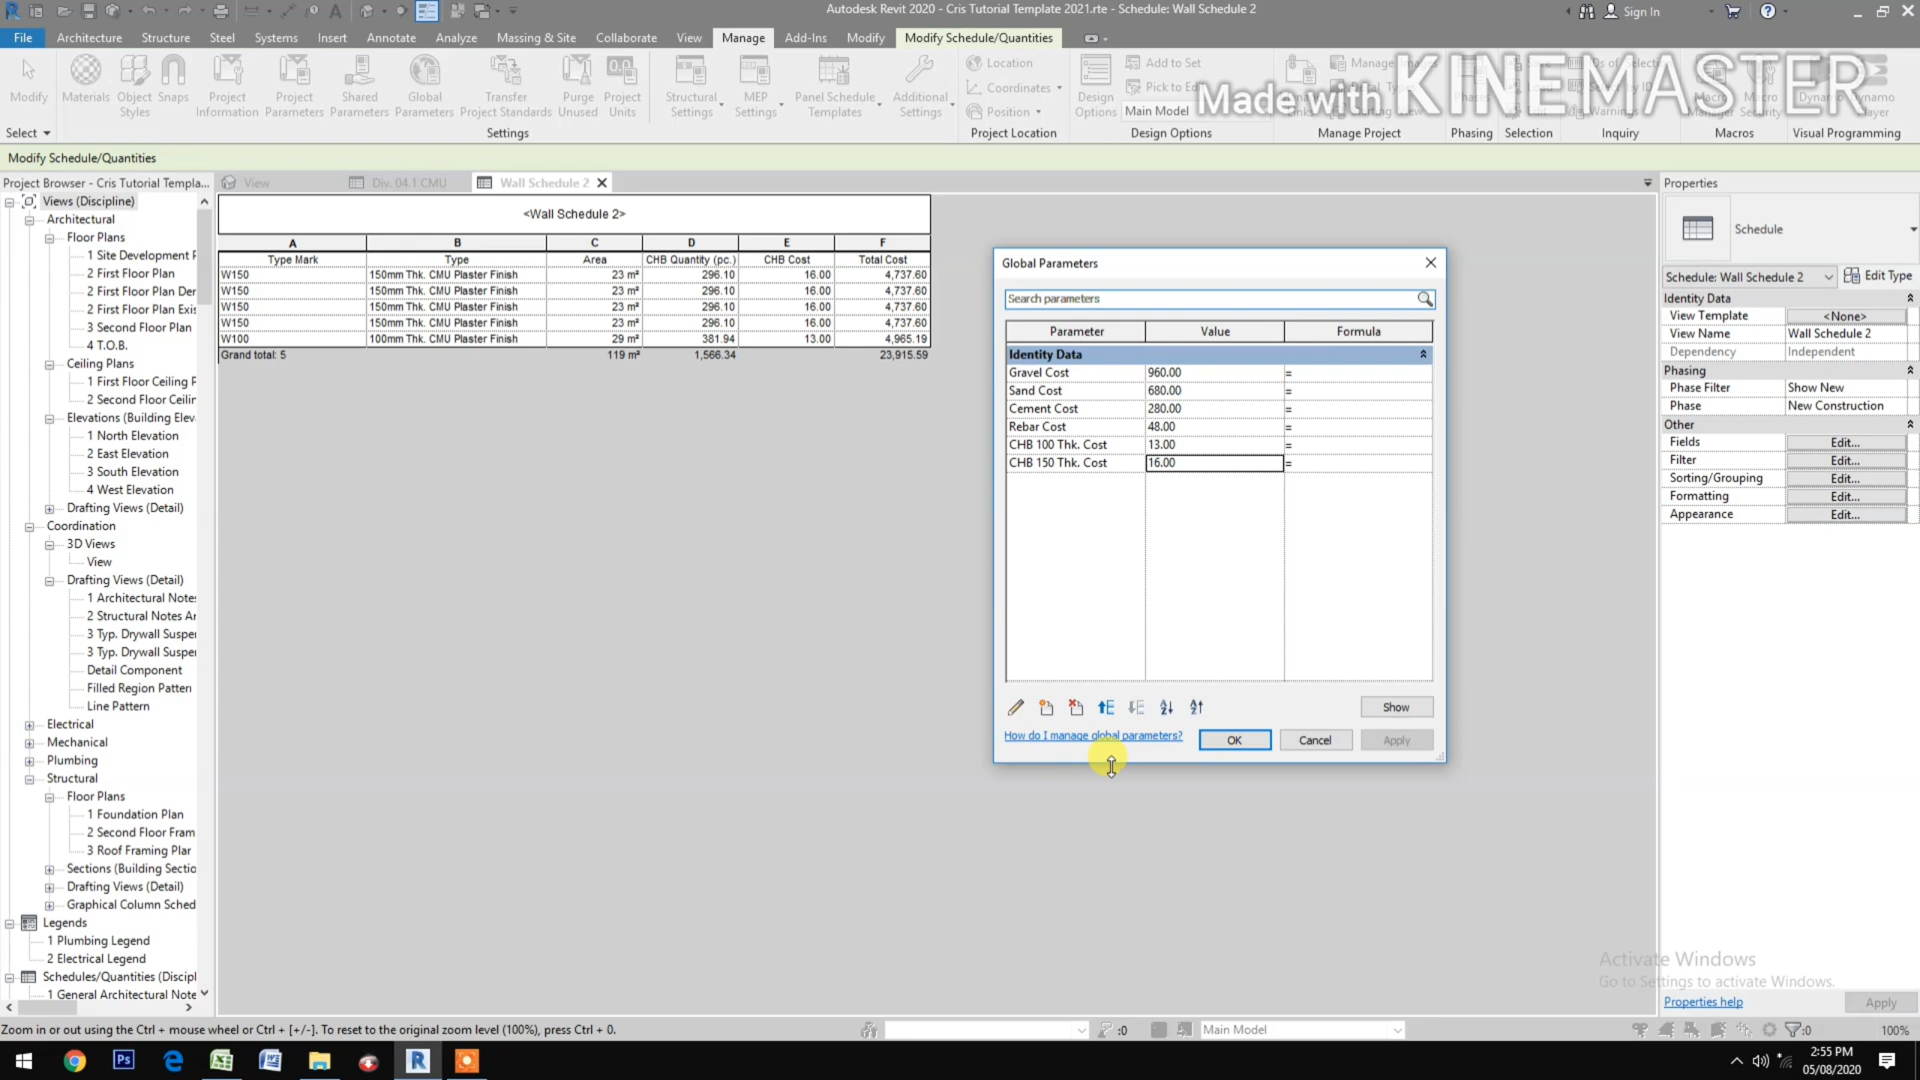 Autodesk Revit 2020 - Cris Tutorial Template 2021.rte - Schedule: Wall Schedule 2
Sign In
File Architecture Structure Steel Systems Insert Annotate Analyze Massing & Site Collaborate View Manage Add-Ins Modify Modify Schedule/Quantities
Modify
Materials
Object Styles
Snaps
Project Information
Project Parameters
Shared Parameters
Global Parameters
Transfer Project Standards
Purge Unused
Project Units
Structural Settings
MEP Settings
Panel Schedule Templates
Additional Settings
Location
Coordinates
Position
Design Options
Add to Set
Pick to Edit
Main Model
Made with KINEMASTER
Select
Settings
Project Location
Design Options
Manage Project
Phasing
Selection
Inquiry
Macros
Visual Programming
Modify Schedule/Quantities
Project Browser - Cris Tutorial Templa...
View
Div. 04.1 CMU
Wall Schedule 2
Views (Discipline)
Architectural
Floor Plans
1 Site Development P
2 First Floor Plan
2 First Floor Plan Der
2 First Floor Plan Exis
3 Second Floor Plan
4 T.O.B.
Ceiling Plans
1 First Floor Ceiling P
2 Second Floor Ceilir
Elevations (Building Elev
1 North Elevation
2 East Elevation
3 South Elevation
4 West Elevation
Drafting Views (Detail)
Coordination
3D Views
View
Drafting Views (Detail)
1 Architectural Notes
2 Structural Notes Ar
3 Typ. Drywall Suspe
3 Typ. Drywall Suspe
Detail Component
Filled Region Pattern
Line Pattern
Electrical
Mechanical
Plumbing
Structural
Floor Plans
1 Foundation Plan
2 Second Floor Fram
3 Roof Framing Plar
Sections (Building Sectio
Drafting Views (Detail)
Graphical Column Sched
Legends
1 Plumbing Legend
2 Electrical Legend
Schedules/Quantities (Discipl
1 General Architectural Note
<Wall Schedule 2>
A B C D E F
Type Mark Type Area CHB Quantity (pc.) CHB Cost Total Cost
W150 150mm Thk. CMU Plaster Finish 23 m² 296.10 16.00 4,737.60
W150 150mm Thk. CMU Plaster Finish 23 m² 296.10 16.00 4,737.60
W150 150mm Thk. CMU Plaster Finish 23 m² 296.10 16.00 4,737.60
W150 150mm Thk. CMU Plaster Finish 23 m² 296.10 16.00 4,737.60
W100 100mm Thk. CMU Plaster Finish 29 m² 381.94 13.00 4,965.19
Grand total: 5 119 m² 1,566.34 23,915.59
Global Parameters
Search parameters
Parameter Value Formula
Identity Data
Gravel Cost 960.00 =
Sand Cost 680.00 =
Cement Cost 280.00 =
Rebar Cost 48.00 =
CHB 100 Thk. Cost 13.00 =
CHB 150 Thk. Cost 16.00 =
Show
How do I manage global parameters?
OK Cancel Apply
Properties
Schedule
Schedule: Wall Schedule 2
Edit Type
Identity Data
View Template <None>
View Name Wall Schedule 2
Dependency Independent
Phasing
Phase Filter Show New
Phase New Construction
Other
Fields Edit...
Filter Edit...
Sorting/Grouping Edit...
Formatting Edit...
Appearance Edit...
Activate Windows
Go to Settings to activate Windows.
Properties help
Apply
Zoom in or out using the Ctrl + mouse wheel or Ctrl + [+/-]. To reset to the original zoom level (100%), press Ctrl + 0.
:0
Main Model
:0
100%
2:55 PM
05/08/2020